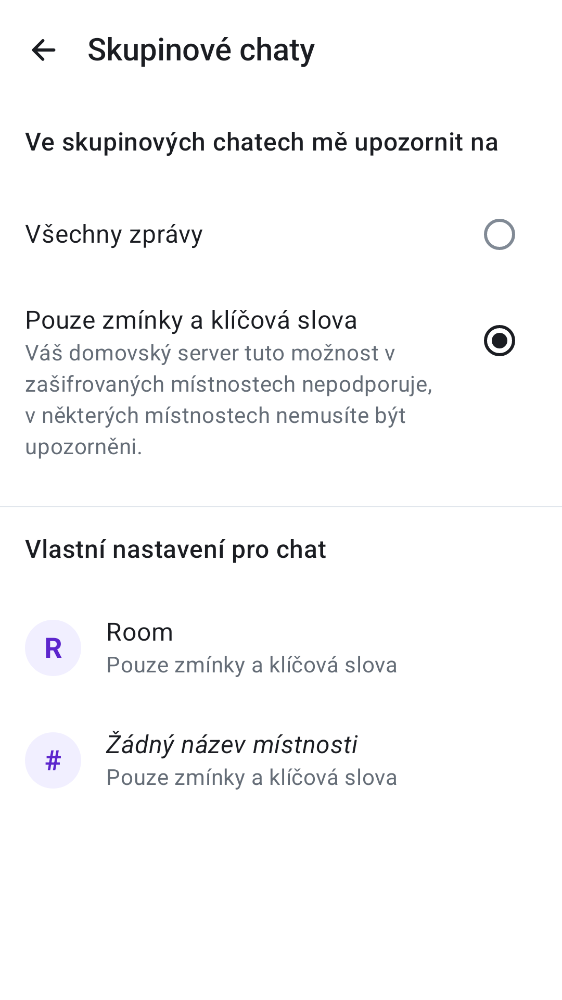 Skupinové chaty
Ve skupinových chatech mě upozornit na
Všechny zprávy
Pouze zmínky a klíčová slova
Váš domovský server tuto možnost v
zašifrovaných místnostech nepodporuje,
v některých místnostech nemusíte být
upozorněni.
Vlastní nastavení pro chat
R
Room
Pouze zmínky a klíčová slova
#
Žádný název místnosti
Pouze zmínky a klíčová slova